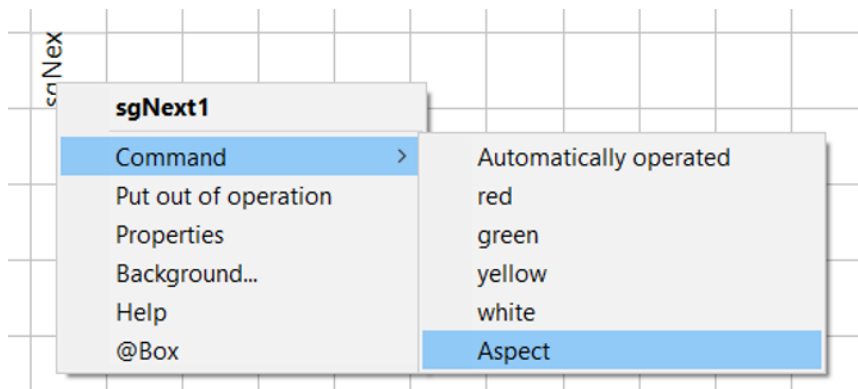 sgNex
sgNext1
Command
Put out of operation
Properties
Background...
Help
@Box
Automatically operated
red
green
yellow
white
Aspect